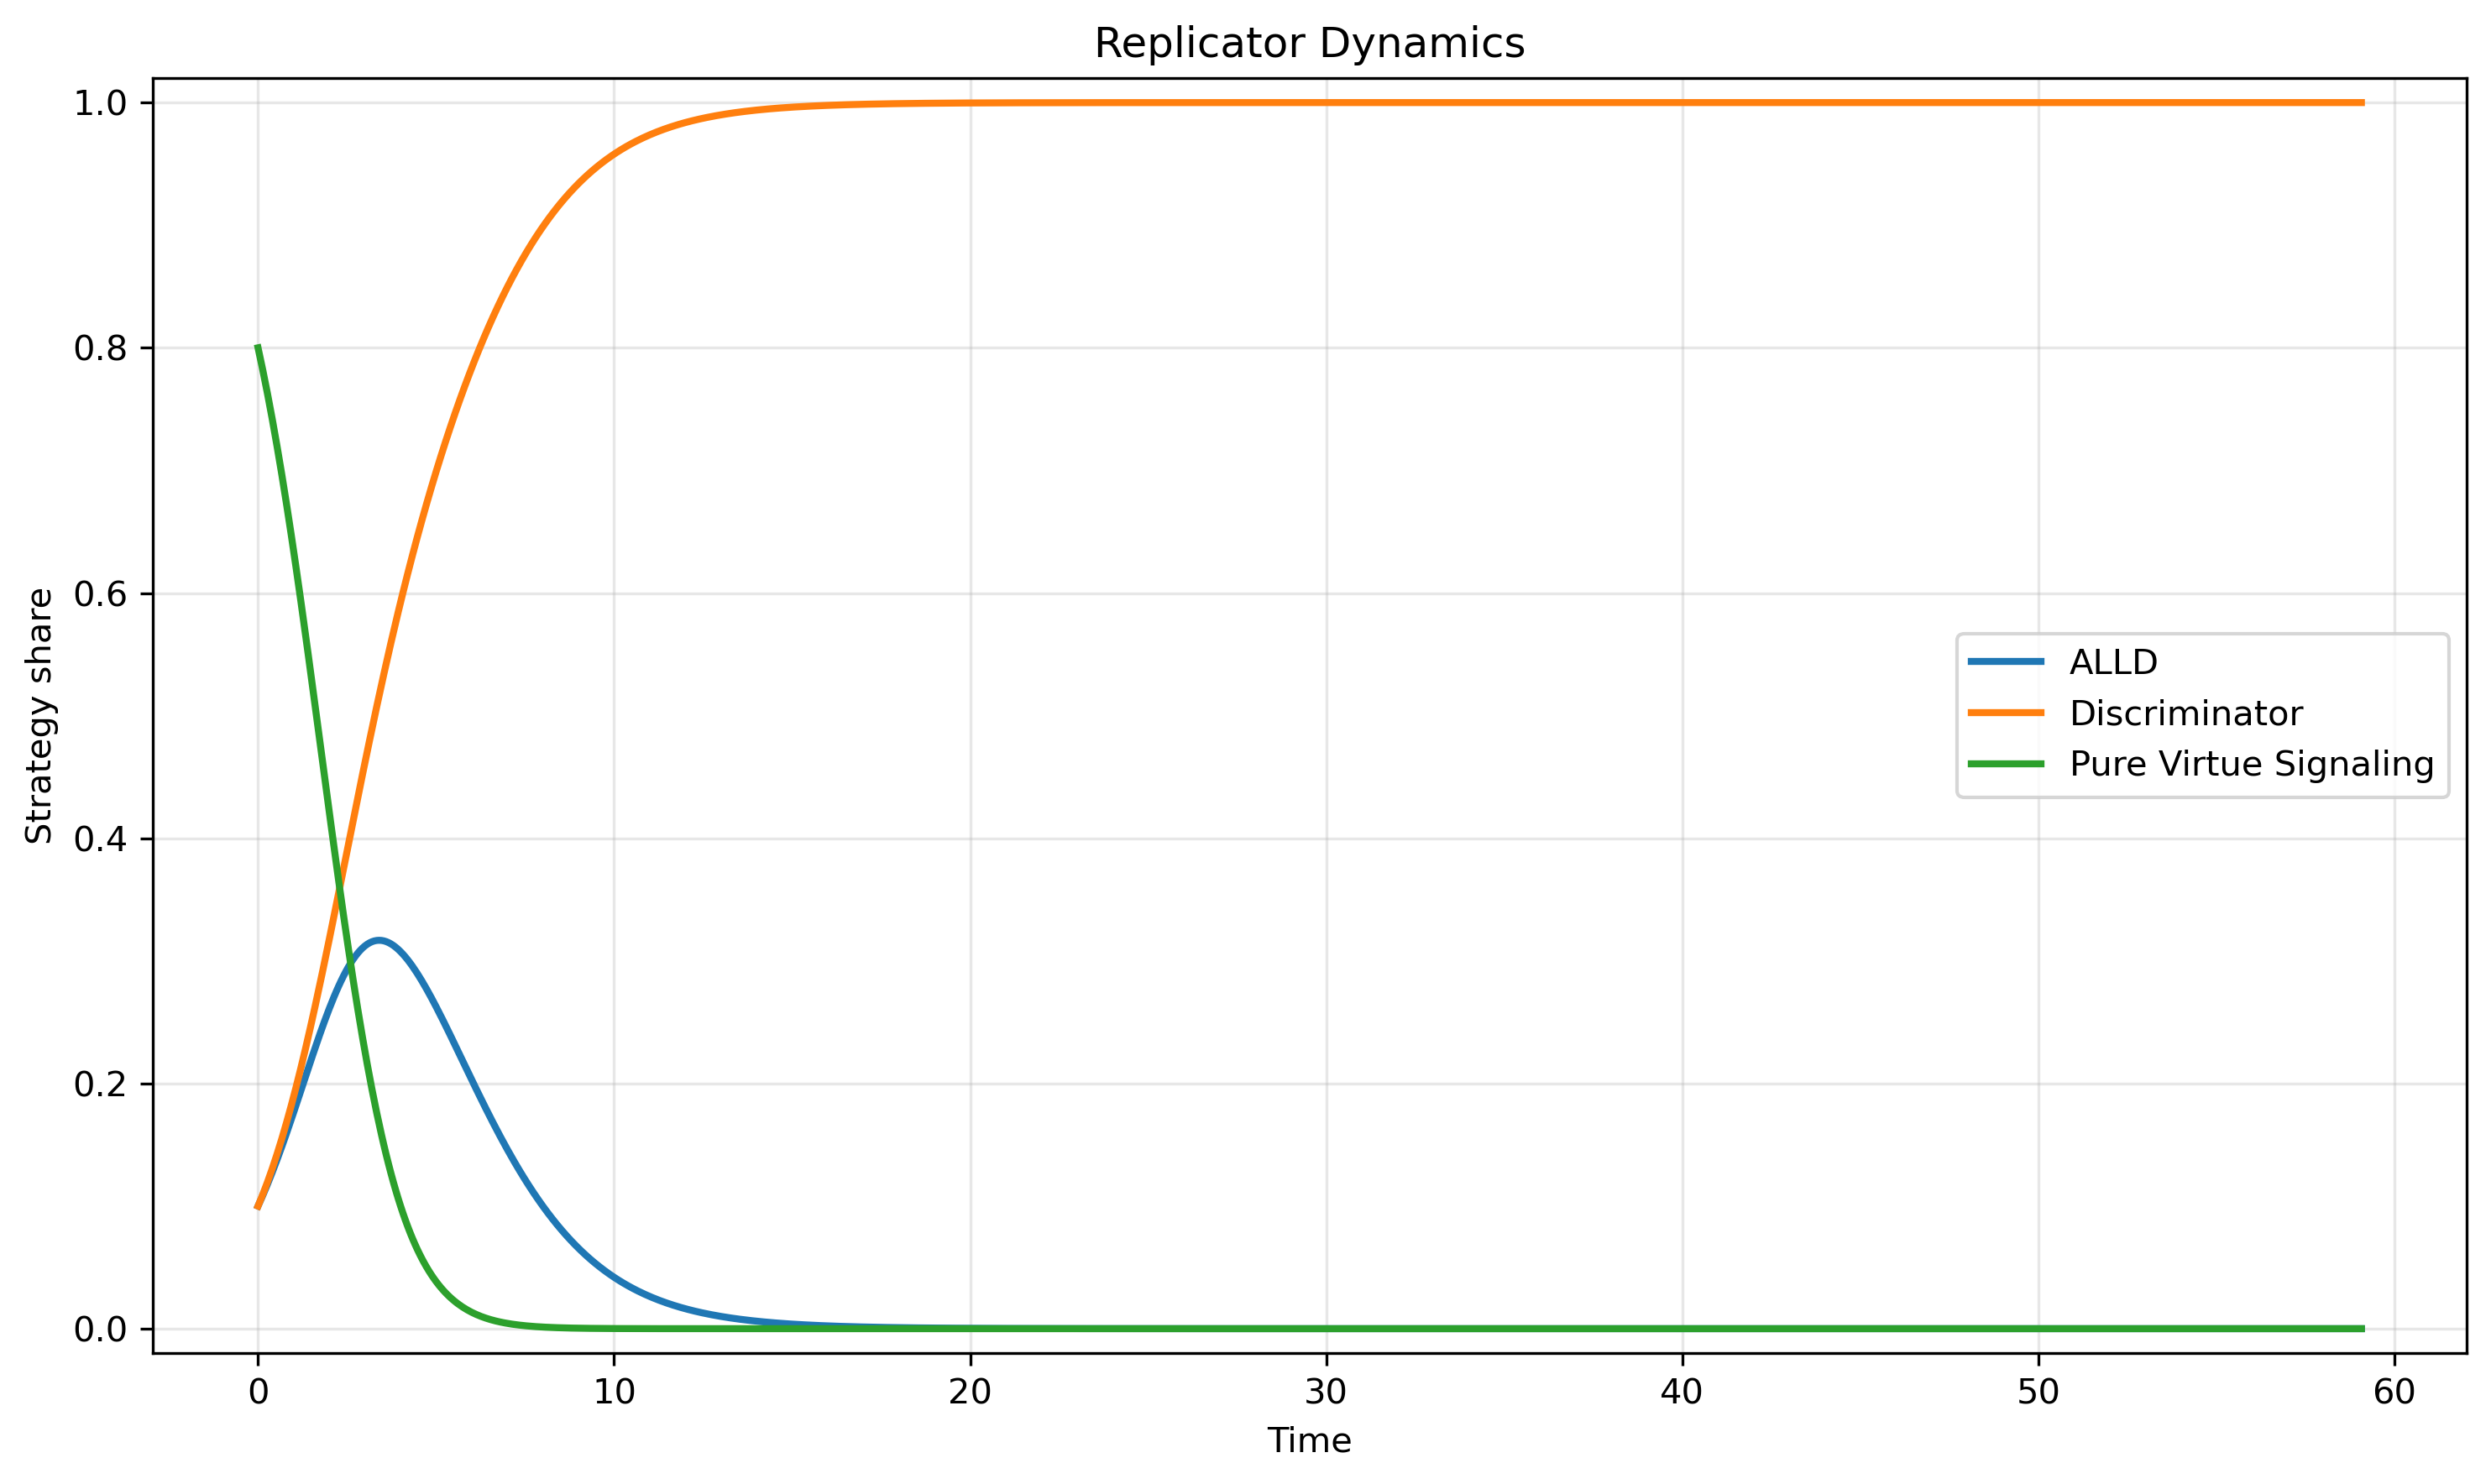 Replicator Dynamics
1.0
0.8
0.6
0.4
0.2
0.0
Strategy share
ALLD
Discriminator
Pure Virtue Signaling
0 10 20 30 40 50 60
Time